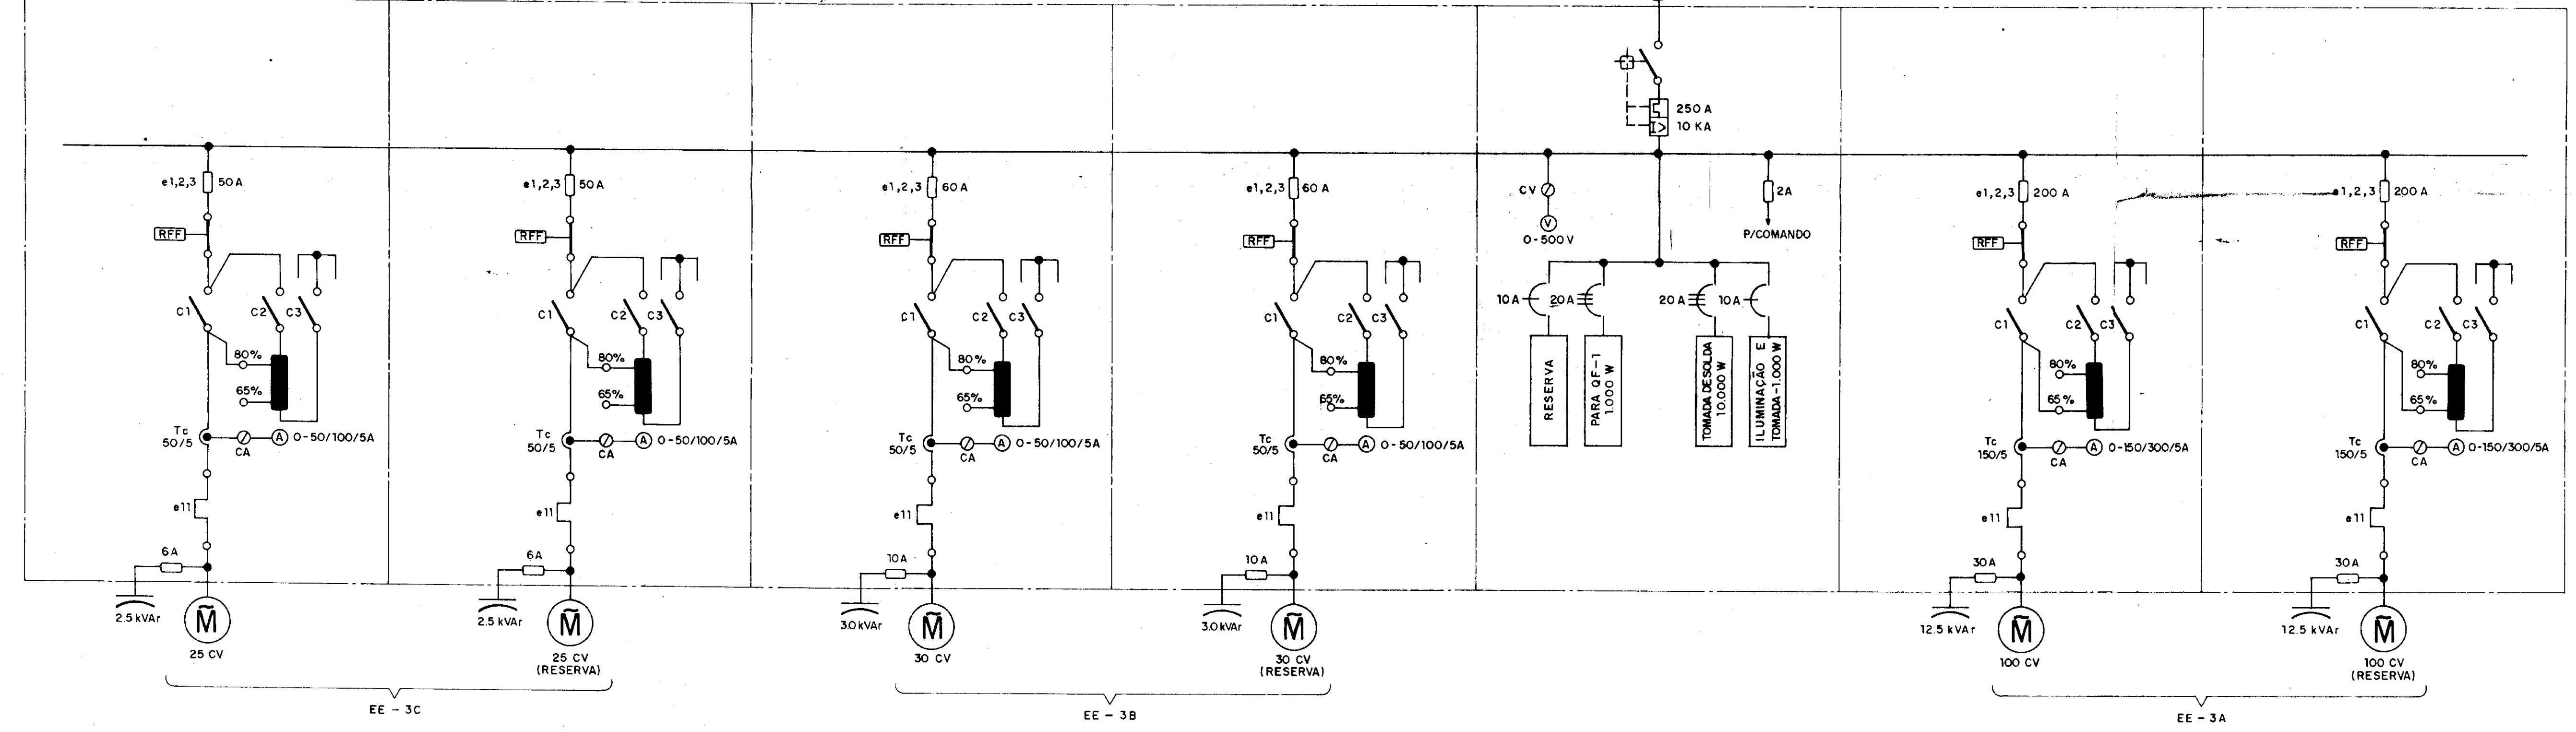 250 A
I> 10 KA
e1,2,3 50A
RFF
C1 C2 C3
80%
65%
Tc
50/5
CA
A 0-50/100/5A
e11
6A
2.5 kVAr
M
25 CV
e1,2,3 50A
RFF
C1 C2 C3
80%
65%
Tc
50/5
CA
A 0-50/100/5A
e11
6A
2.5 kVAr
M
25 CV
(RESERVA)
EE - 3C
e1,2,3 60A
RFF
C1 C2 C3
80%
65%
Tc
50/5
CA
A 0-50/100/5A
e11
10A
3.0kVAr
M
30 CV
e1,2,3 60A
RFF
C1 C2 C3
80%
65%
Tc
50/5
CA
A 0-50/100/5A
e11
10A
3.0kVAr
M
30 CV
(RESERVA)
EE - 3B
CV
V
0-500V
2A
P/COMANDO
10A 20A 20A 10A
RESERVA
PARA QF-1
1.000 W
TOMADA DESOLDA
10.000 W
ILUMINAÇÃO E
TOMADA-1.000 W
e1,2,3 200 A
RFF
C1 C2 C3
80%
65%
Tc
150/5
CA
A 0-150/300/5A
e11
30A
12.5 kVAr
M
100 CV
e1,2,3 200 A
RFF
C1 C2 C3
80%
65%
Tc
150/5
CA
A 0-150/300/5A
e11
30A
12.5 kVAr
M
100 CV
(RESERVA)
EE - 3A